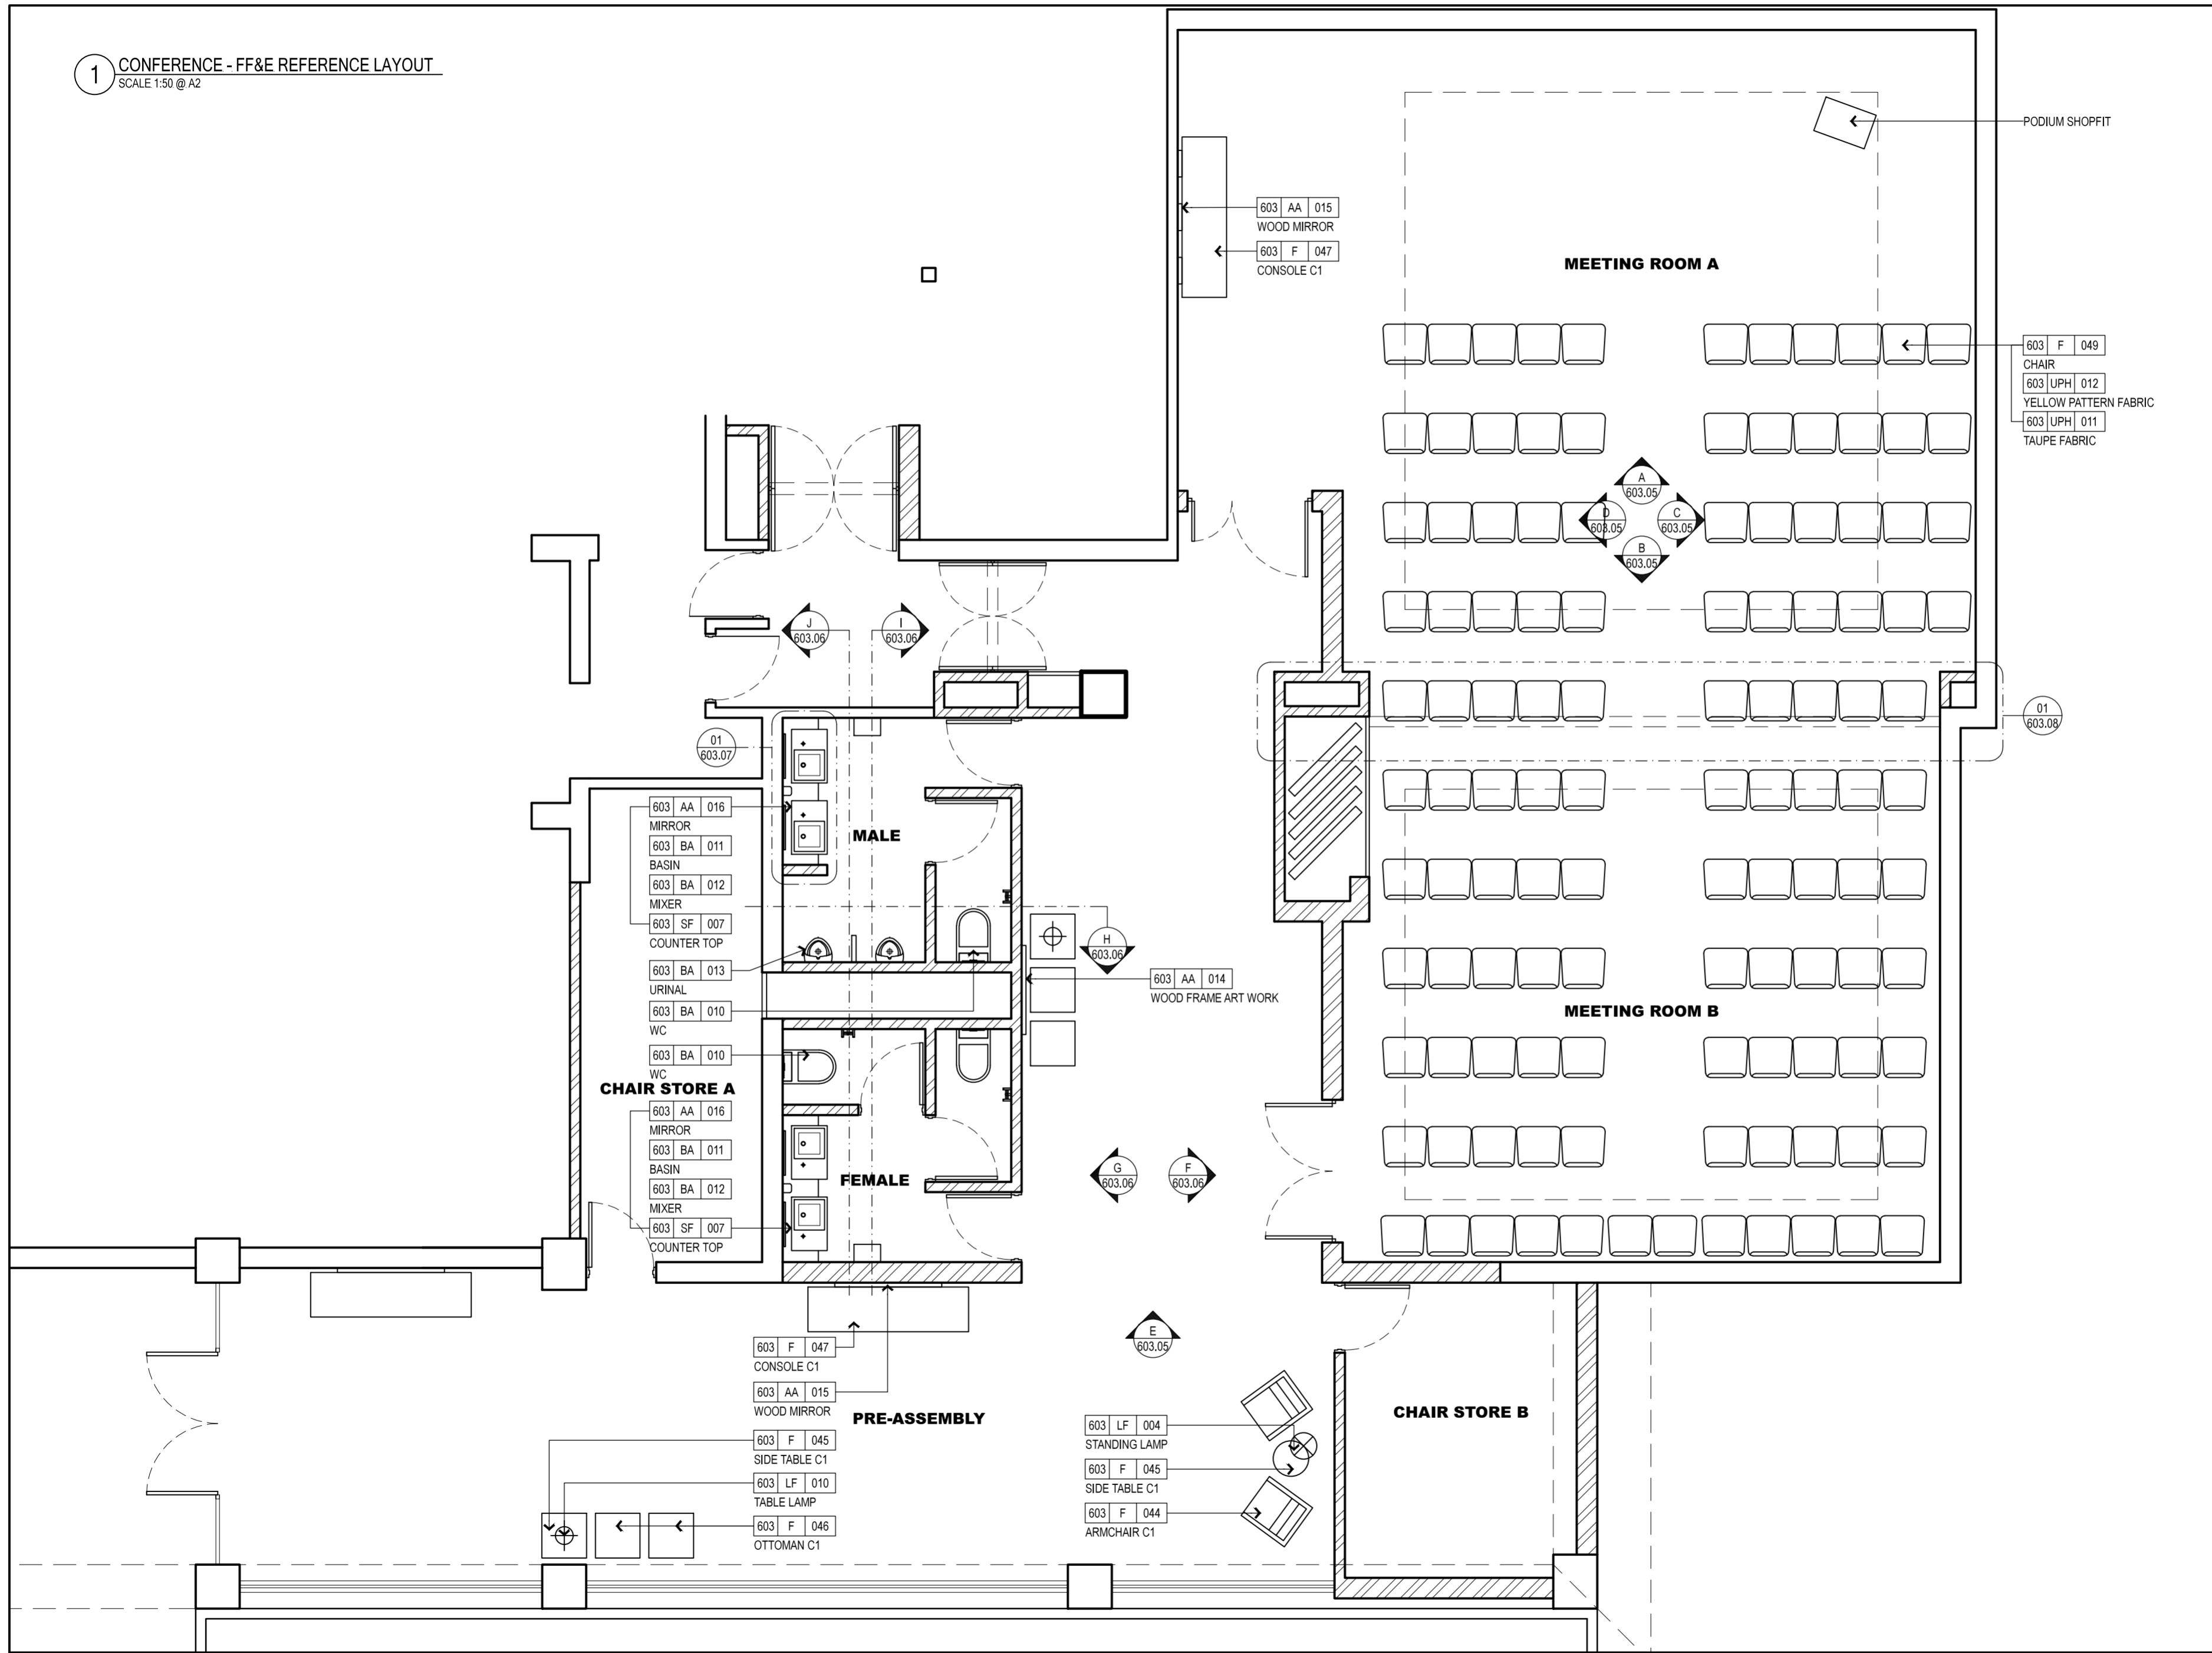 1
CONFERENCE - FF&E REFERENCE LAYOUT
SCALE 1:50 @ A2
PODIUM SHOPFIT
603 AA 015
WOOD MIRROR
603 F 047
CONSOLE C1
MEETING ROOM A
603 F 049
CHAIR
603 UPH 012
YELLOW PATTERN FABRIC
603 UPH 011
TAUPE FABRIC
A
603.05
D
603.05
C
603.05
B
603.05
J
603.06
I
603.06
01
603.08
01
603.07
603 AA 016
MIRROR
603 BA 011
BASIN
603 BA 012
MIXER
603 SF 007
COUNTER TOP
MALE
603 BA 013
URINAL
603 BA 010
WC
603 BA 010
WC
H
603.06
603 AA 014
WOOD FRAME ART WORK
MEETING ROOM B
CHAIR STORE A
603 AA 016
MIRROR
603 BA 011
BASIN
603 BA 012
MIXER
603 SF 007
COUNTER TOP
FEMALE
G
603.06
F
603.06
E
603.05
603 F 047
CONSOLE C1
603 AA 015
WOOD MIRROR
PRE-ASSEMBLY
603 F 045
SIDE TABLE C1
603 LF 010
TABLE LAMP
603 F 046
OTTOMAN C1
603 LF 004
STANDING LAMP
603 F 045
SIDE TABLE C1
603 F 044
ARMCHAIR C1
CHAIR STORE B